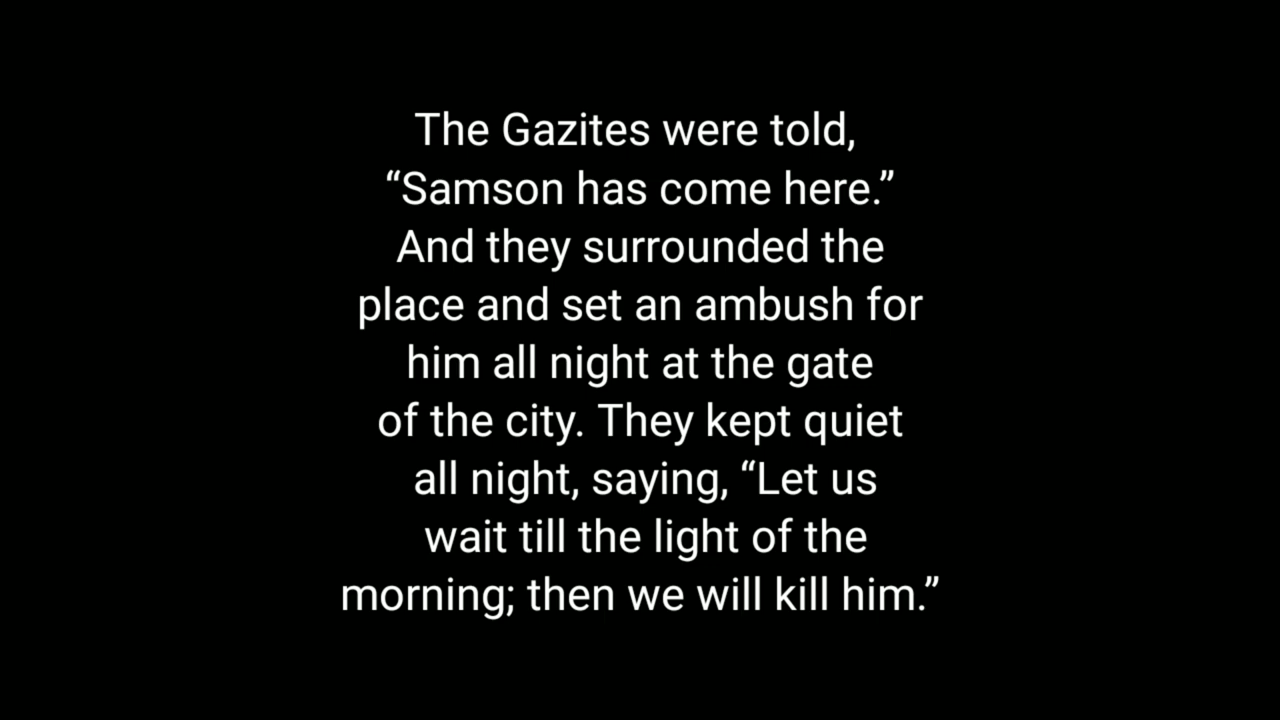 The Gazites were told,
“Samson has come here.”
And they surrounded the
place and set an ambush for
him all night at the gate
of the city. They kept quiet
all night, saying, “Let us
wait till the light of the
morning; then we will kill him.”